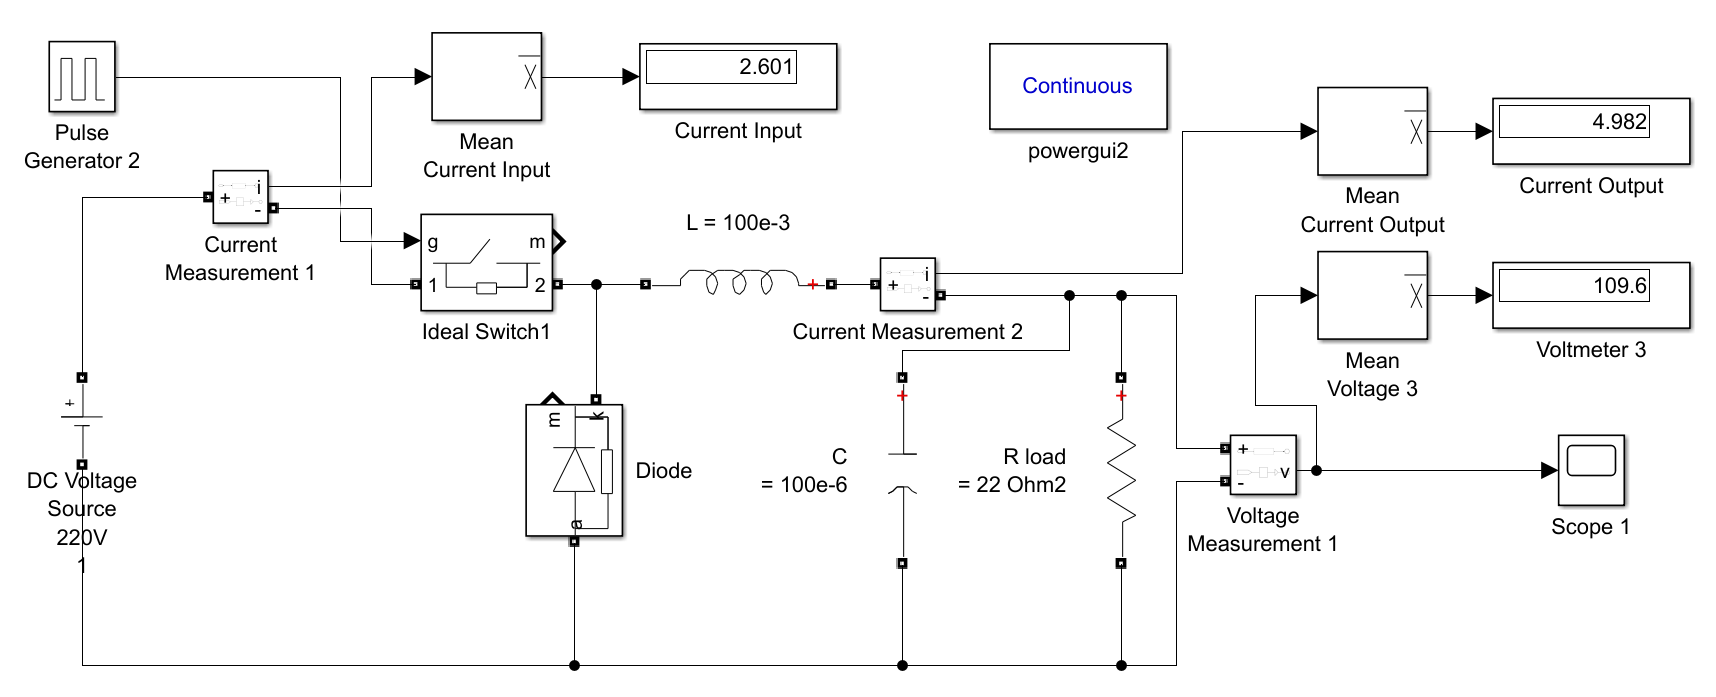 Pulse
Generator 2
X
Mean
Current Input
2.601
Current Input
Continuous
powergui2
X
Mean
Current Output
4.982
Current Output
i
+
-
Current
Measurement 1
g
m
1
2
Ideal Switch1
L = 100e-3
+
i
+
-
Current Measurement 2
X
Mean
Voltage 3
109.6
Voltmeter 3
+
DC Voltage
Source
220V
1
m
k
a
Diode
+
C
= 100e-6
+
R load
= 22 Ohm2
+
v
-
Voltage
Measurement 1
Scope 1